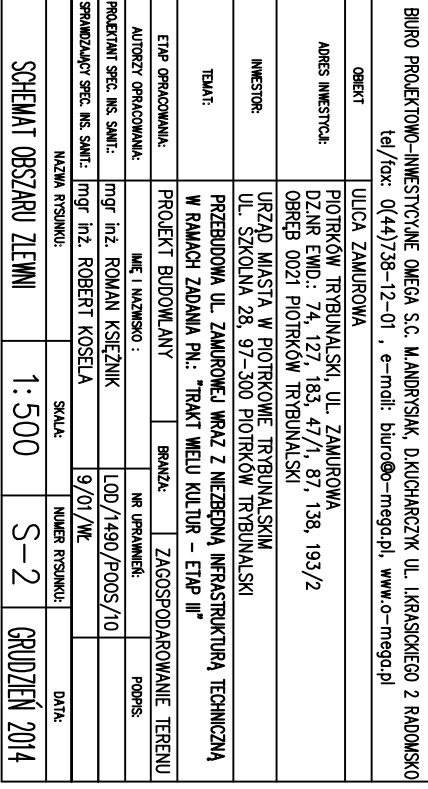 BIURO PROJEKTOWO-INWESTYCYJNE OMEGA S.C. M.ANDRYSIAK, D.KUCHARCZYK UL. I.KRASICKIEGO 2 RADOMSKO
tel/fax: 0(44)738-12-01 , e-mail: biuro@o-mega.pl, www.o-mega.pl
OBIEKT ULICA ZAMUROWA
ADRES INWESTYCJI: PIOTRKÓW TRYBUNALSKI, UL. ZAMUROWA
DZ.NR EWID.: 74, 127, 183, 47/1, 87, 138, 193/2
OBRĘB 0021 PIOTRKÓW TRYBUNALSKI
INWESTOR: URZĄD MIASTA W PIOTRKOWIE TRYBUNALSKIM
UL. SZKOLNA 28, 97-300 PIOTRKÓW TRYBUNALSKI
TEMAT: PRZEBUDOWA UL. ZAMUROWEJ WRAZ Z NIEZBĘDNĄ INFRASTRUKTURĄ TECHNICZNĄ
W RAMACH ZADANIA PN.: "TRAKT WIELU KULTUR - ETAP III"
ETAP OPRACOWANIA: PROJEKT BUDOWLANY BRANŻA: ZAGOSPODAROWANIE TERENU
AUTORZY OPRACOWANIA: IMIĘ I NAZWISKO : NR UPRAWNIEŃ: PODPIS:
PROJEKTANT SPEC. INS. SANIT.: mgr inż. ROMAN KSIĘŻNIK LOD/1490/POOS/10
SPRAWDZAJĄCY SPEC. INS. SANIT.: mgr inż. ROBERT KOSELA 9/01/WŁ
NAZWA RYSUNKU: SKALA: NUMER RYSUNKU: DATA:
SCHEMAT OBSZARU ZLEWNI 1:500 S-2 GRUDZIEŃ 2014